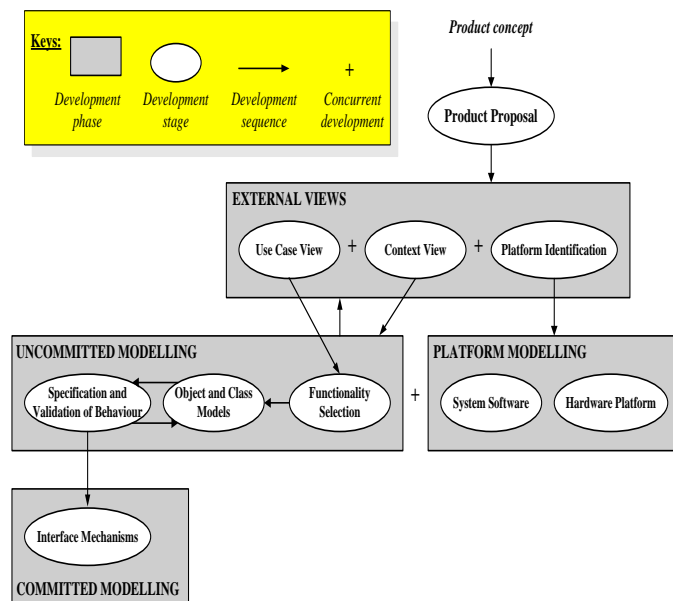 Keys:
+
Development
phase
Development
stage
Development
sequence
Concurrent
development
Product concept
Product Proposal
EXTERNAL VIEWS
Use Case View
+
Context View
+
Platform Identification
UNCOMMITTED MODELLING
Specification and
Validation of Behaviour
Object and Class
Models
Functionality
Selection
+
PLATFORM MODELLING
System Software
Hardware Platform
Interface Mechanisms
COMMITTED MODELLING